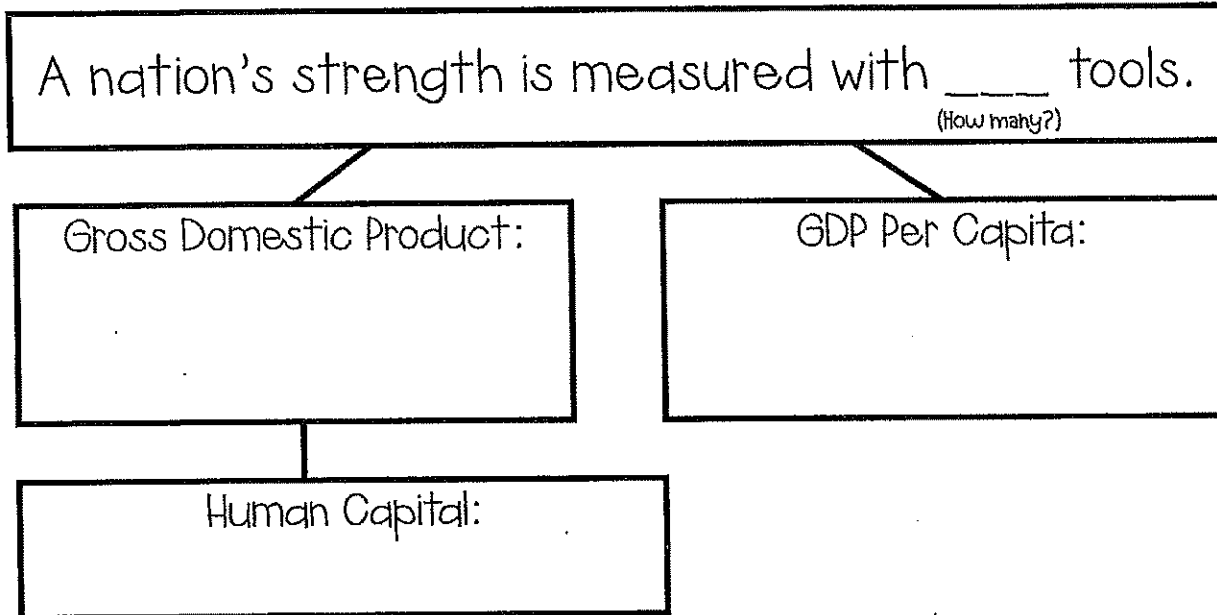 A nation's strength is measured with ___ tools.
(How many?)
Gross Domestic Product:
GDP Per Capita:
Human Capital: